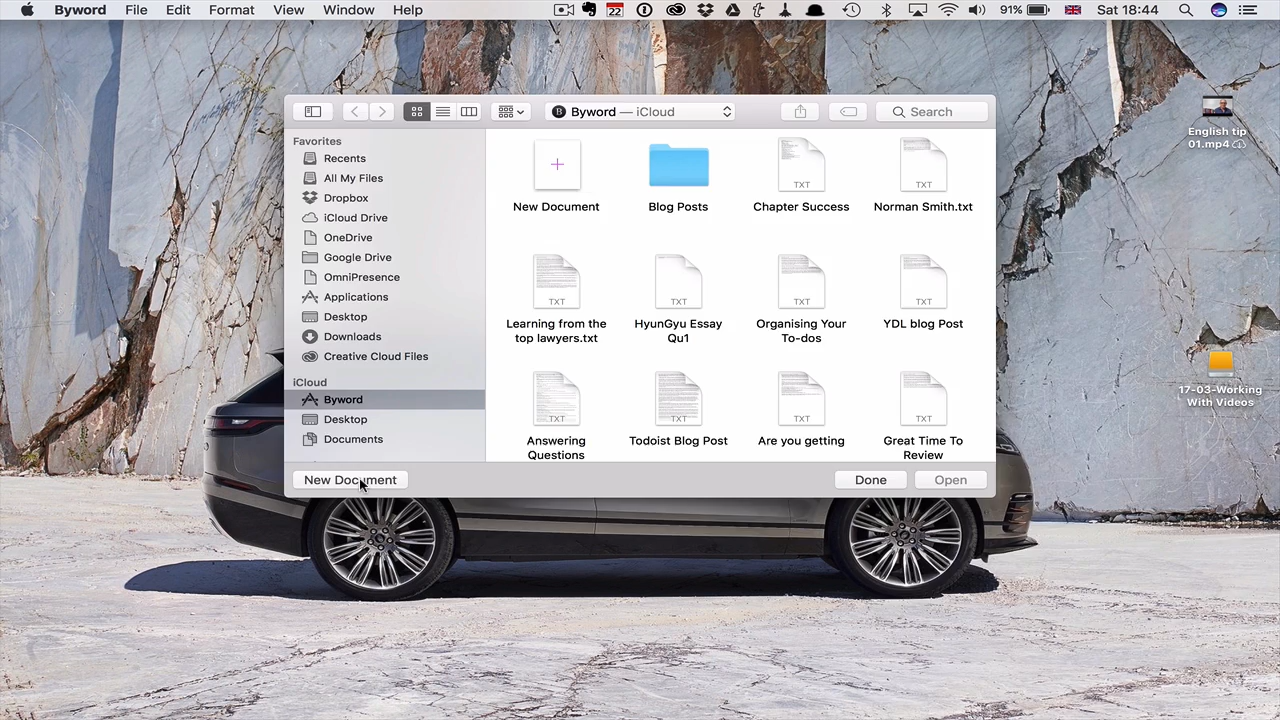 Byword File Edit Format View Window Help 22 91% Sat 18:44
Byword — iCloud
Search
Favorites
Recents
All My Files
Dropbox
iCloud Drive
OneDrive
Google Drive
OmniPresence
Applications
Desktop
Downloads
Creative Cloud Files
iCloud
Byword
Desktop
Documents
New Document
Blog Posts
TXT
Chapter Success
TXT
Norman Smith.txt
TXT
Learning from the
top lawyers.txt
TXT
HyunGyu Essay
Qu1
TXT
Organising Your
To-dos
TXT
YDL blog Post
TXT
Answering
Questions
TXT
Todoist Blog Post
TXT
Are you getting
TXT
Great Time To
Review
New Document
Done
Open
English tip
01.mp4
17-03-Working
With Videos